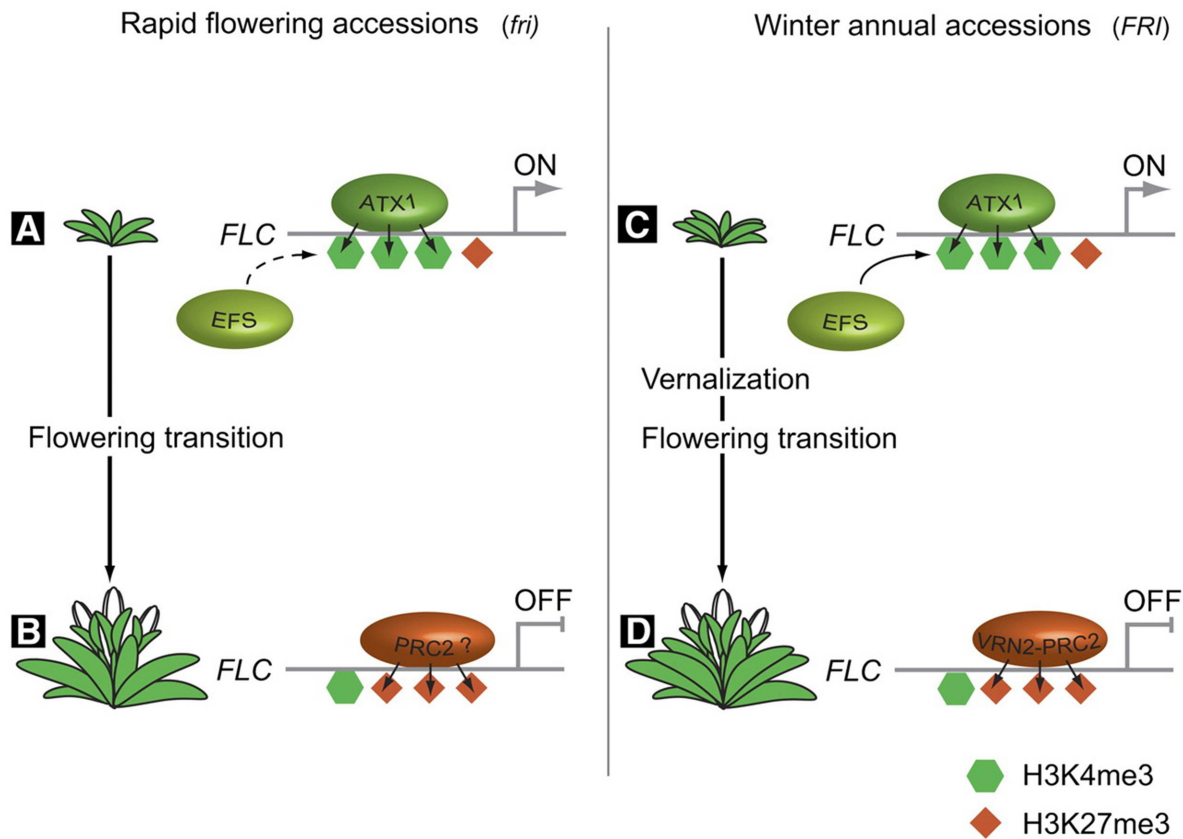 Rapid flowering accessions (fri)
Winter annual accessions (FRI)
A
FLC
ATX1
ON
EFS
Flowering transition
B
FLC
PRC2 ?
OFF
C
FLC
ATX1
ON
EFS
Vernalization
Flowering transition
D
FLC
VRN2-PRC2
OFF
H3K4me3
H3K27me3